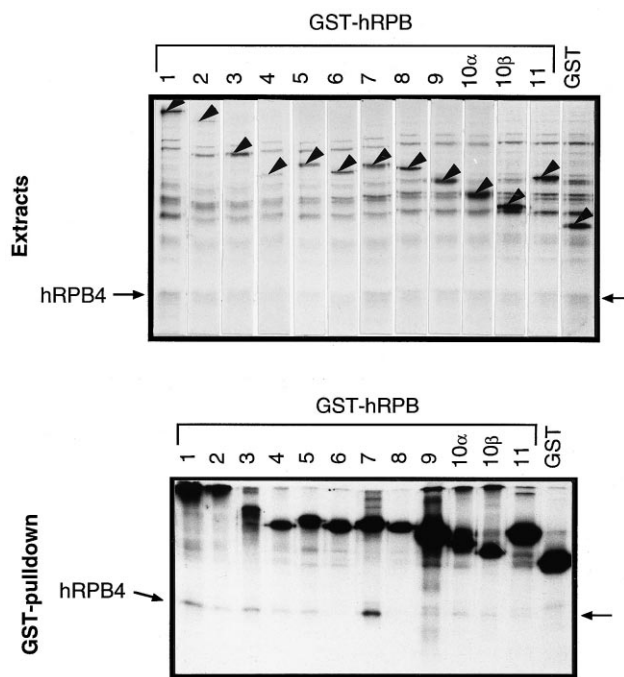 GST-hRPB
1 2 3 4 5 6 7 8 9 10α 10β 11 GST
Extracts
hRPB4
GST-hRPB
1 2 3 4 5 6 7 8 9 10α 10β 11 GST
GST-pulldown
hRPB4